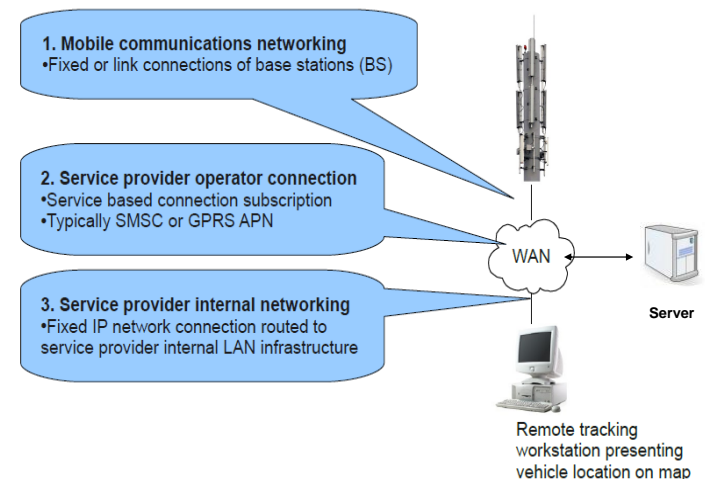 1. Mobile communications networking
•Fixed or link connections of base stations (BS)
2. Service provider operator connection
•Service based connection subscription
•Typically SMSC or GPRS APN
WAN
3. Service provider internal networking
•Fixed IP network connection routed to
service provider internal LAN infrastructure
Server
Remote tracking
workstation presenting
vehicle location on map